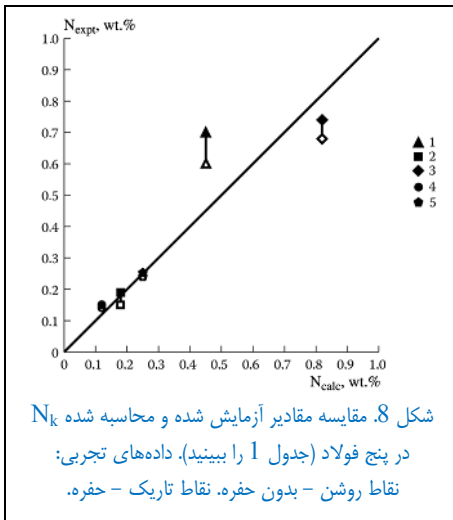 N_expt, wt.%
1.0
0.9
0.8
0.7
0.6
0.5
0.4
0.3
0.2
0.1
0
0.1 0.2 0.3 0.4 0.5 0.6 0.7 0.8 0.9 1.0
N_calc, wt.%
1
2
3
4
5
شکل 8. مقایسه مقادیر آزمایش شده و محاسبه شده N_k
در پنج فولاد (جدول 1 را ببینید). داده‌های تجربی:
نقاط روشن – بدون حفره. نقاط تاریک – حفره.